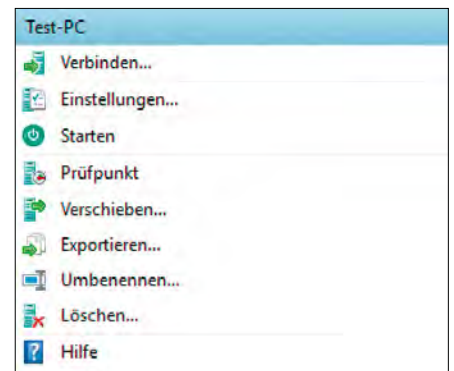 Test-PC
Verbinden...
Einstellungen...
Starten
Prüfpunkt
Verschieben...
Exportieren...
Umbenennen...
Löschen...
Hilfe